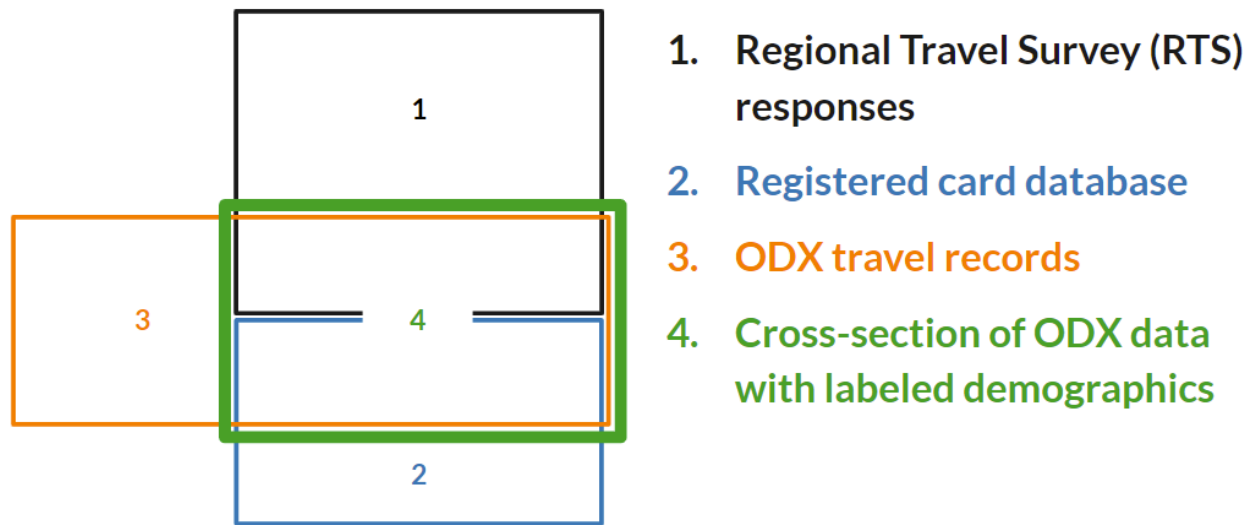 1
3
4
2
1. Regional Travel Survey (RTS)
responses
2. Registered card database
3. ODX travel records
4. Cross-section of ODX data
with labeled demographics